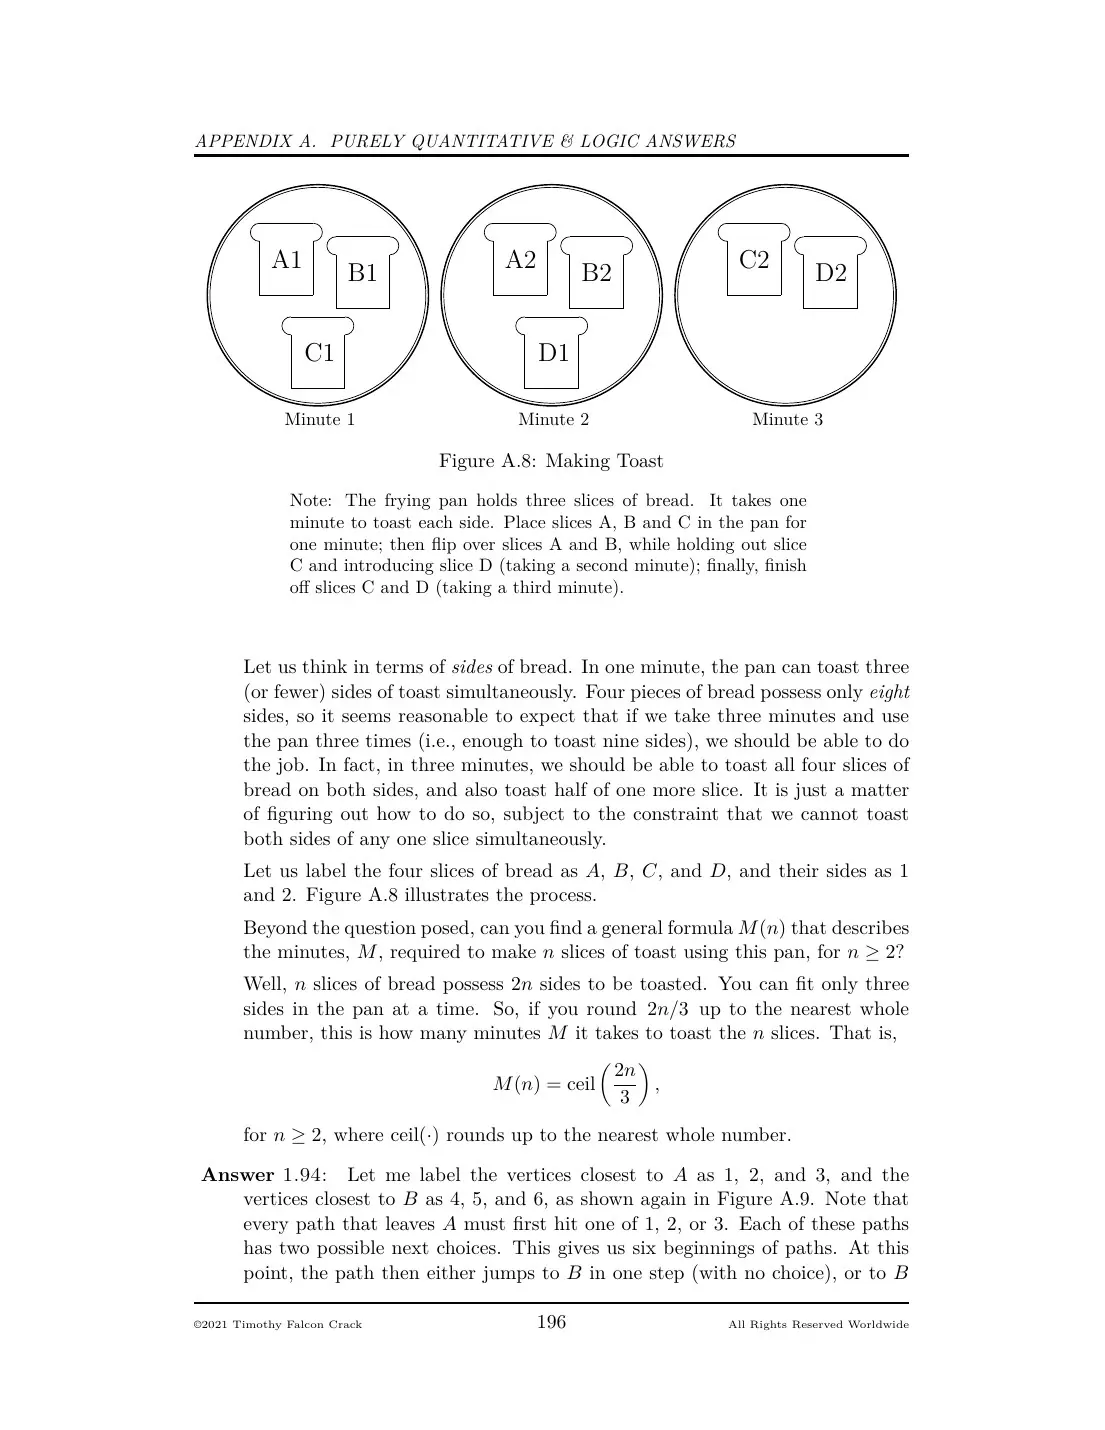 APPENDIX A. PURELY QUANTITATIVE & LOGIC ANSWERS
A1
B1
C1
A2
B2
D1
C2
D2
Minute 1
Minute 2
Minute 3
Figure A.8: Making Toast
Note: The frying pan holds three slices of bread. It takes one
minute to toast each side. Place slices A, B and C in the pan for
one minute; then flip over slices A and B, while holding out slice
C and introducing slice D (taking a second minute); finally, finish
off slices C and D (taking a third minute).
Let us think in terms of sides of bread. In one minute, the pan can toast three
(or fewer) sides of toast simultaneously. Four pieces of bread possess only eight
sides, so it seems reasonable to expect that if we take three minutes and use
the pan three times (i.e., enough to toast nine sides), we should be able to do
the job. In fact, in three minutes, we should be able to toast all four slices of
bread on both sides, and also toast half of one more slice. It is just a matter
of figuring out how to do so, subject to the constraint that we cannot toast
both sides of any one slice simultaneously.
Let us label the four slices of bread as A, B, C, and D, and their sides as 1
and 2. Figure A.8 illustrates the process.
Beyond the question posed, can you find a general formula M(n) that describes
the minutes, M, required to make n slices of toast using this pan, for n ≥ 2?
Well, n slices of bread possess 2n sides to be toasted. You can fit only three
sides in the pan at a time. So, if you round 2n/3 up to the nearest whole
number, this is how many minutes M it takes to toast the n slices. That is,
M(n) = ceil(2n/3),
for n ≥ 2, where ceil(·) rounds up to the nearest whole number.
Answer 1.94: Let me label the vertices closest to A as 1, 2, and 3, and the
vertices closest to B as 4, 5, and 6, as shown again in Figure A.9. Note that
every path that leaves A must first hit one of 1, 2, or 3. Each of these paths
has two possible next choices. This gives us six beginnings of paths. At this
point, the path then either jumps to B in one step (with no choice), or to B
©2021 Timothy Falcon Crack
196
All Rights Reserved Worldwide